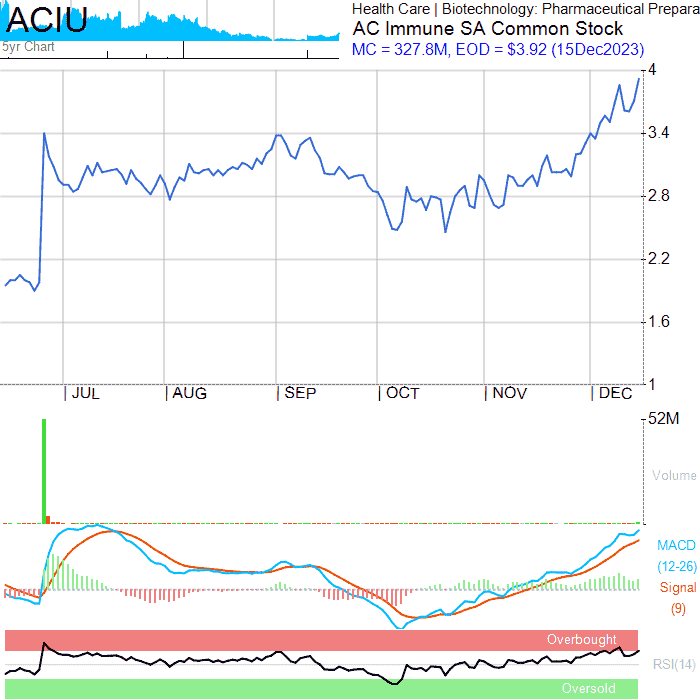 ACIU
5yr Chart
Health Care | Biotechnology: Pharmaceutical Prepara
AC Immune SA Common Stock
MC = 327.8M, EOD = $3.92 (15Dec2023)
4
3.4
2.8
2.2
1.6
1
JUL
AUG
SEP
OCT
NOV
DEC
52M
Volume
MACD
(12-26)
Signal
(9)
Overbought
RSI(14)
Oversold